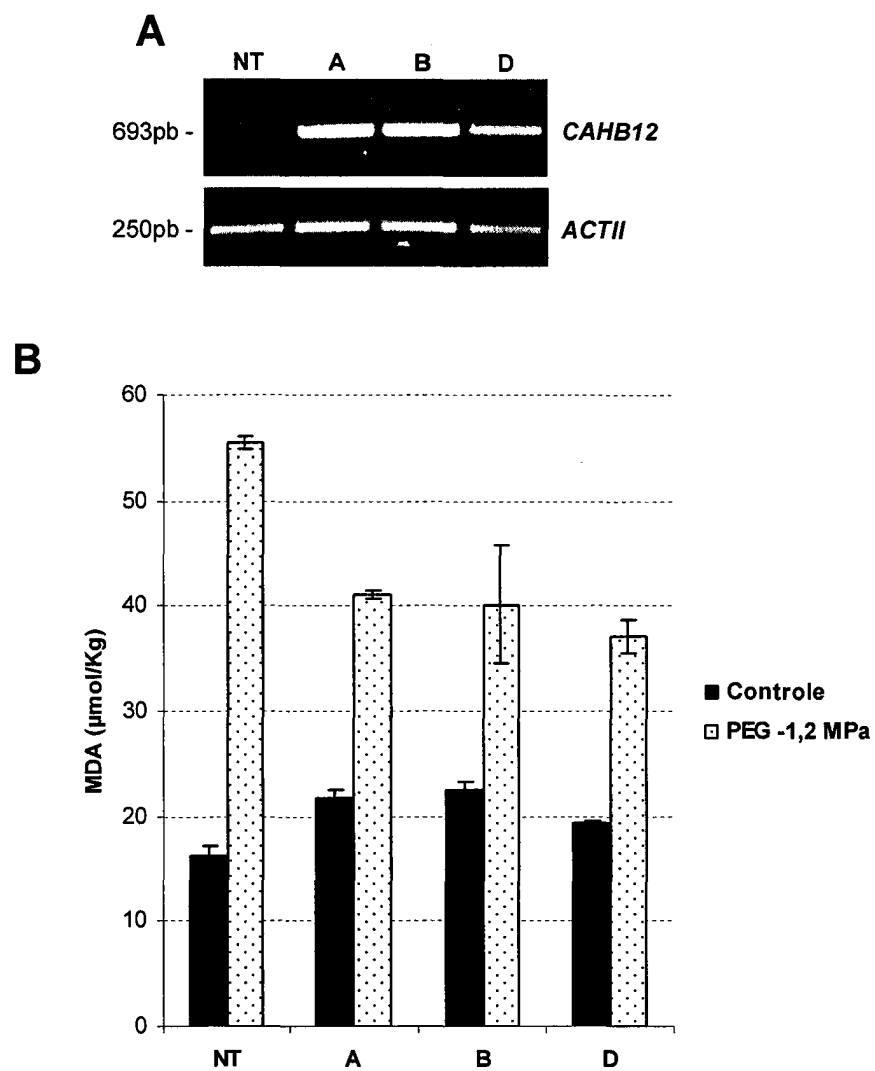 A
NT A B D
693pb - CAHB12
250pb - ACTII
B
60
50
40
30
20
10
0
MDA (µmol/Kg)
Controle
PEG -1,2 MPa
NT A B D